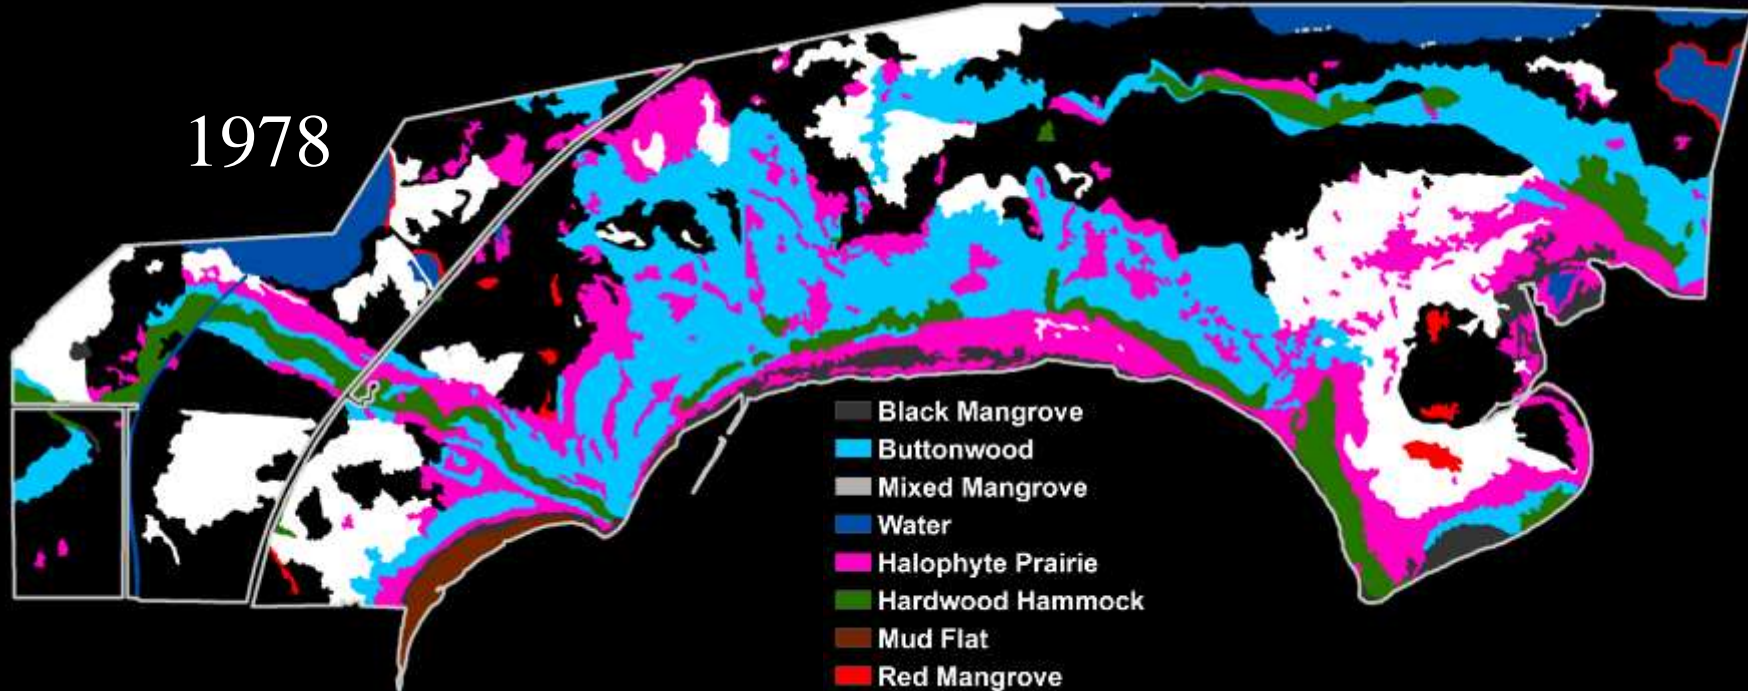 1978
Black Mangrove
Buttonwood
Mixed Mangrove
Water
Halophyte Prairie
Hardwood Hammock
Mud Flat
Red Mangrove